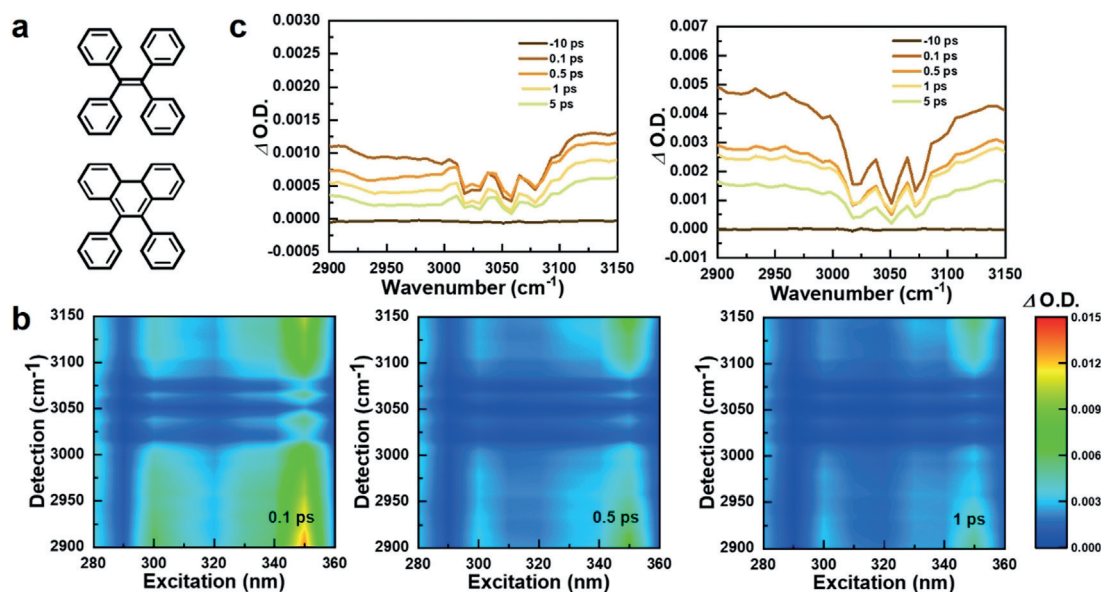 a
c
0.0030
0.0025
0.0020
0.0015
0.0010
0.0005
0.0000
-0.0005
Δ O.D.
-10 ps
0.1 ps
0.5 ps
1 ps
5 ps
2900 2950 3000 3050 3100 3150
Wavenumber (cm⁻¹)
0.007
0.006
0.005
0.004
0.003
0.002
0.001
0.000
-0.001
Δ O.D.
-10 ps
0.1 ps
0.5 ps
1 ps
5 ps
2900 2950 3000 3050 3100 3150
Wavenumber (cm⁻¹)
b
3150
3100
3050
3000
2950
2900
Detection (cm⁻¹)
0.1 ps
280 300 320 340 360
Excitation (nm)
3150
3100
3050
3000
2950
2900
Detection (cm⁻¹)
0.5 ps
280 300 320 340 360
Excitation (nm)
3150
3100
3050
3000
2950
2900
Detection (cm⁻¹)
1 ps
280 300 320 340 360
Excitation (nm)
Δ O.D.
0.015
0.012
0.009
0.006
0.003
0.000